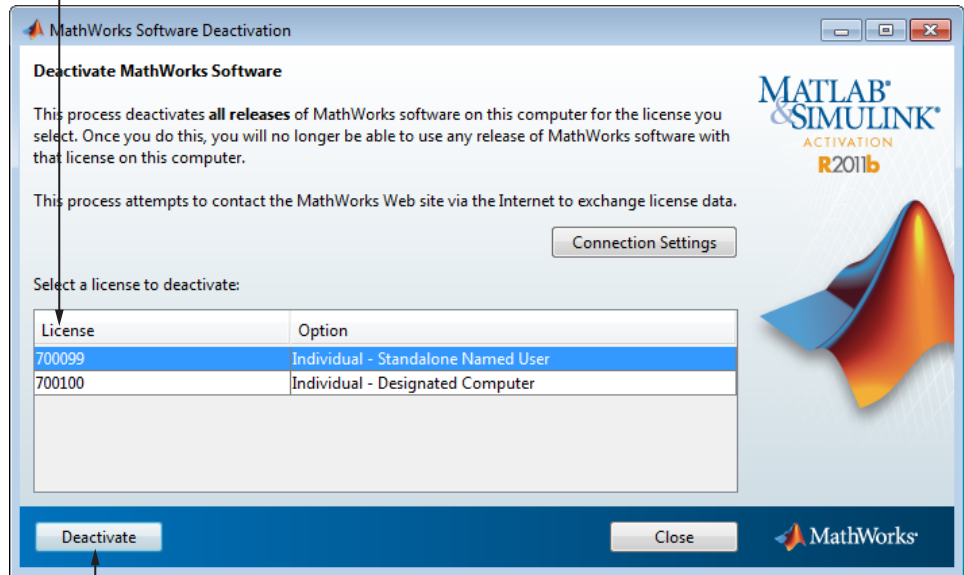 MathWorks Software Deactivation
Deactivate MathWorks Software
This process deactivates all releases of MathWorks software on this computer for the license you
select. Once you do this, you will no longer be able to use any release of MathWorks software with
that license on this computer.
This process attempts to contact the MathWorks Web site via the Internet to exchange license data.
Connection Settings
MATLAB®
&SIMULINK®
ACTIVATION
R2011b
Select a license to deactivate:
License Option
700099 Individual - Standalone Named User
700100 Individual - Designated Computer
Deactivate Close MathWorks®